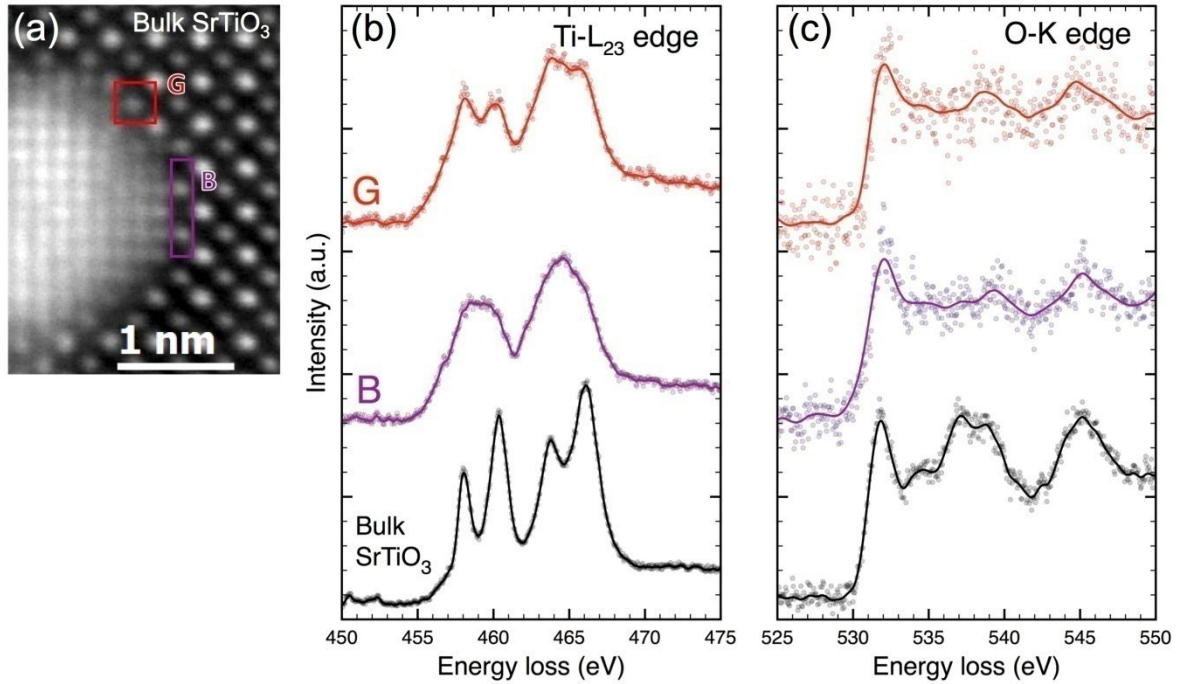 (a) Bulk SrTiO₃
G
B
1 nm
(b) Ti-L₂₃ edge
G
B
Bulk
SrTiO₃
Intensity (a.u.)
450 455 460 465 470 475
Energy loss (eV)
(c) O-K edge
525 530 535 540 545 550
Energy loss (eV)